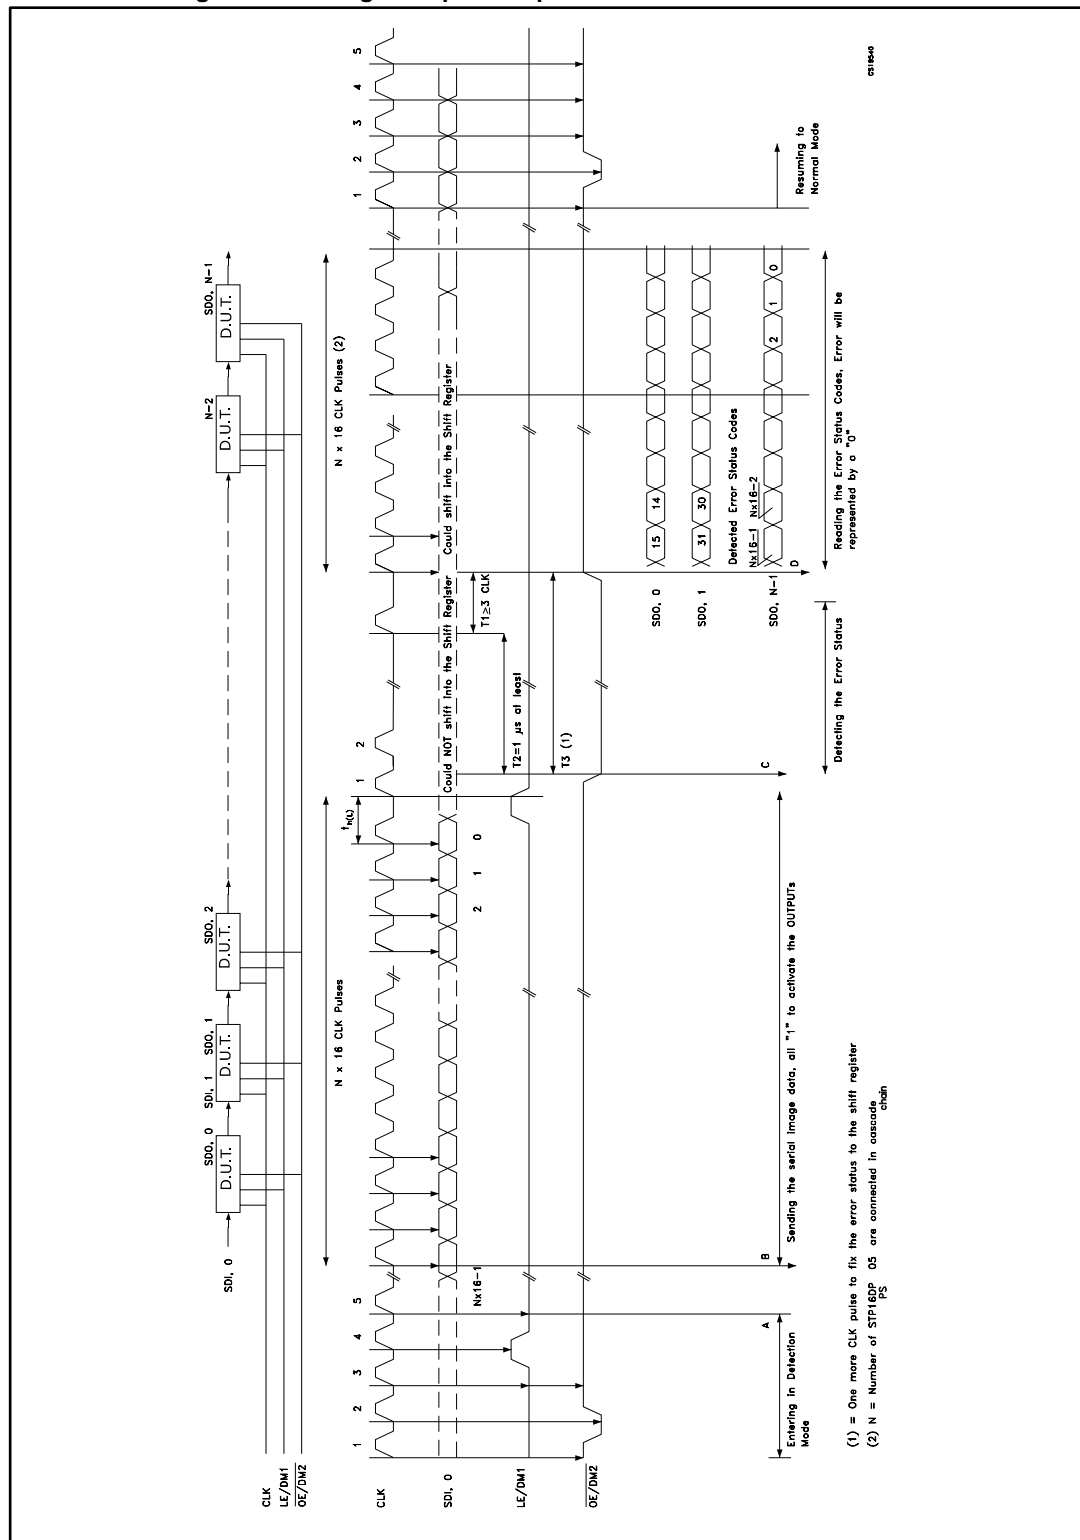 SDI, 0
D.U.T.
SDO, 0
SDI, 1
D.U.T.
SDO, 1
D.U.T.
SDO, 2
N-2
D.U.T.
SDO, N-1
D.U.T.
CLK
LE/DM1
OE/DM2
N x 16 CLK Pulses
N x 16 CLK Pulses (2)
CLK
1 2 3 4 5
th(L)
1 2
1 2 3 4 5
SDI, 0
Nx16-1
2 1 0
Could NOT shift into the Shift Register
Could shift into the Shift Register
T1≥3 CLK
LE/DM1
T2=1 µs at least
T3 (1)
OE/DM2
SDO, 0
15 14
SDO, 1
31 30
Detected Error Status Codes
Nx16-1 Nx16-2
SDO, N-1
2 1 0
A
B
C
D
Entering in Detection
Mode
Sending the serial image data, all "1" to activate the OUTPUTs
Detecting the Error Status
Reading the Error Status Codes, Error will be
represented by a "0"
Resuming to
Normal Mode
(1) = One more CLK pulse to fix the error status to the shift register
(2) N = Number of STP16DP 05 are connected in cascade
PS
chain
CS18540